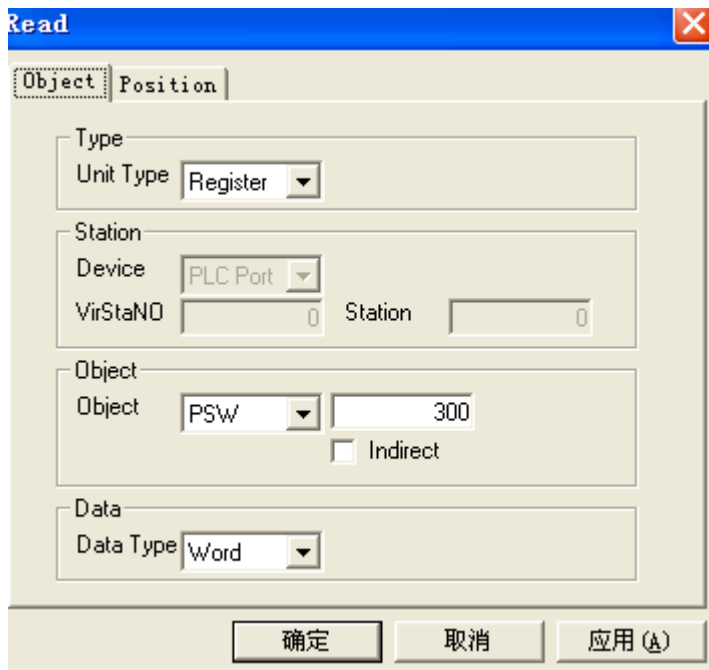 Read
Object Position
Type
Unit Type Register
Station
Device PLC Port
VirStaNO 0 Station 0
Object
Object PSW 300
Indirect
Data
Data Type Word
确定 取消 应用(A)